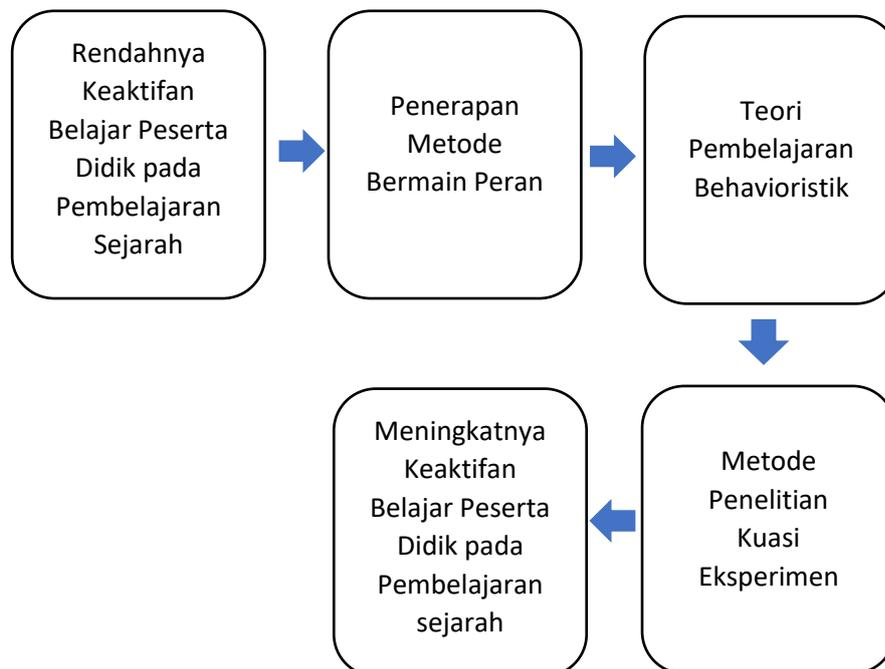 Rendahnya
Keaktifan
Belajar Peserta
Didik pada
Pembelajaran
Sejarah
Penerapan
Metode
Bermain Peran
Teori
Pembelajaran
Behavioristik
Metode
Penelitian
Kuasi
Eksperimen
Meningkatnya
Keaktifan
Belajar Peserta
Didik pada
Pembelajaran
sejarah